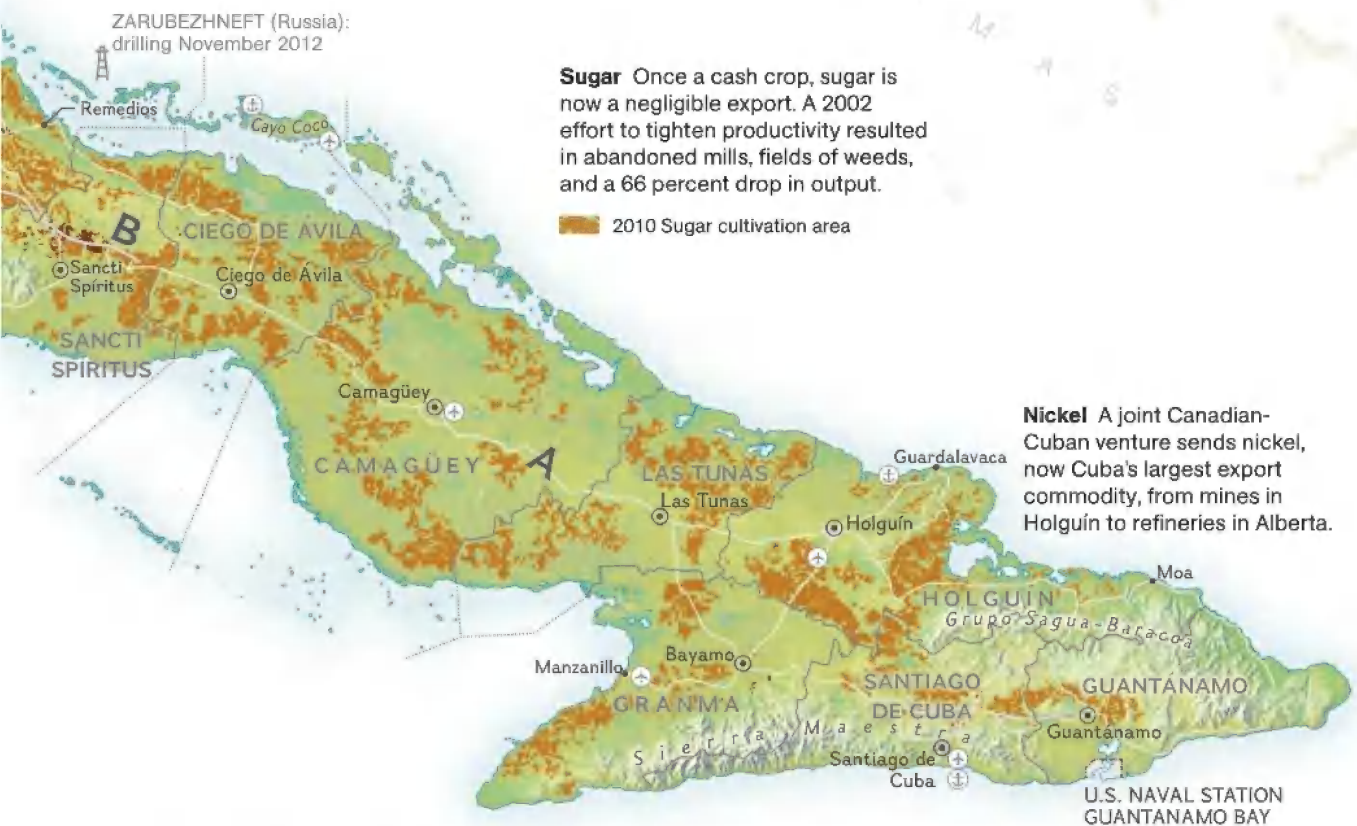 ZARUBEZHNEFT (Russia):
drilling November 2012
M
A
S
Sugar Once a cash crop, sugar is
now a negligible export. A 2002
effort to tighten productivity resulted
in abandoned mills, fields of weeds,
and a 66 percent drop in output.
2010 Sugar cultivation area
Remedios
Cayo Coco
B
CIEGO DE ÁVILA
Sancti
Spíritus
Ciego de Ávila
SANCTI
SPÍRITUS
Camagüey
CAMAGÜEY
A
LAS TUNAS
Las Tunas
Guardalavaca
Nickel A joint Canadian-
Cuban venture sends nickel,
now Cuba's largest export
commodity, from mines in
Holguín to refineries in Alberta.
Holguín
Moa
HOLGUÍN
Grupo Sagua-Baracoa
Manzanillo
Bayamo
GRANMA
SANTIAGO
DE CUBA
GUANTÁNAMO
Guantánamo
Sierra Maestra
Santiago de
Cuba
U.S. NAVAL STATION
GUANTANAMO BAY